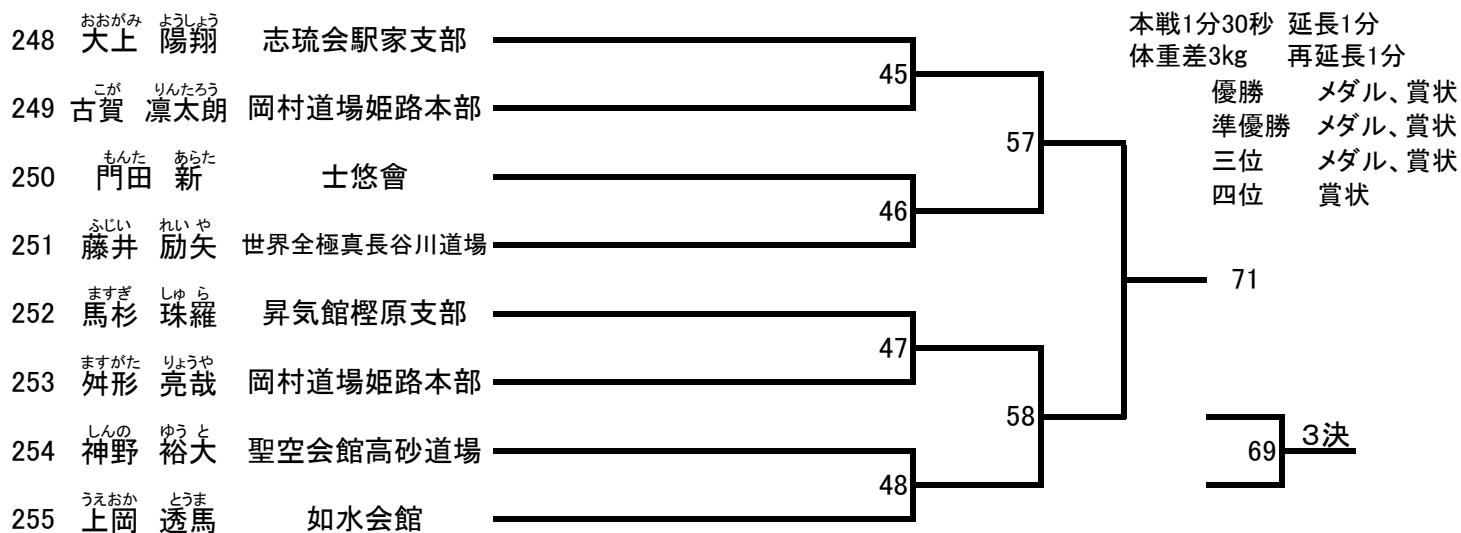 おおがみ ようしょう
248 大上 陽翔 志琉会駅家支部
こが りんたろう
249 古賀 凛太朗 岡村道場姫路本部
もんた あらた
250 門田 新 士悠會
ふじい れいや
251 藤井 励矢 世界全極真長谷川道場
ますぎ しゅら
252 馬杉 珠羅 昇気館樫原支部
ますがた りょうや
253 舛形 亮哉 岡村道場姫路本部
しんの ゆうと
254 神野 裕大 聖空会館高砂道場
うえおか とうま
255 上岡 透馬 如水会館
45
46
47
48
57
58
71
69 3決
本戦1分30秒 延長1分
体重差3kg 再延長1分
優勝 メダル、賞状
準優勝 メダル、賞状
三位 メダル、賞状
四位 賞状